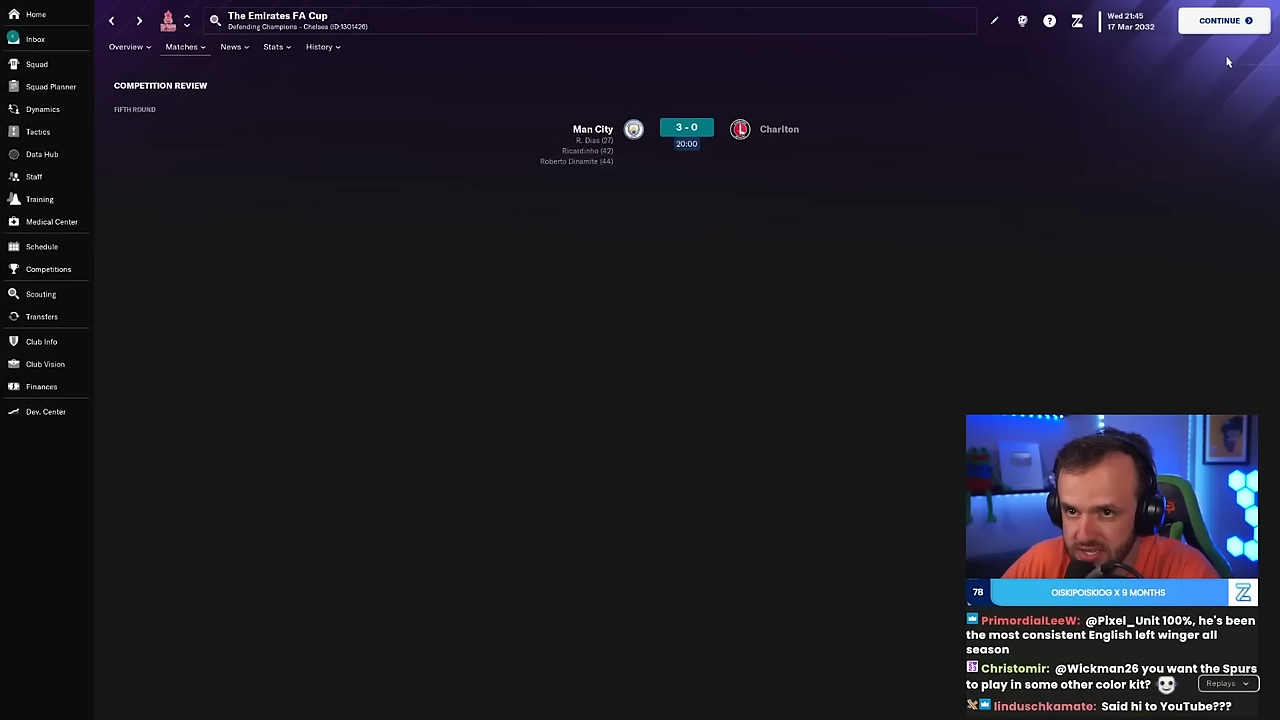 Home
Inbox
Squad
Squad Planner
Dynamics
Tactics
Data Hub
Staff
Training
Medical Center
Schedule
Competitions
Scouting
Transfers
Club Info
Club Vision
Finances
Dev. Center
The Emirates FA Cup
Defending Champions - Chelsea (ID:1301426)
Wed 21:45
17 Mar 2032
CONTINUE
Overview
Matches
News
Stats
History
COMPETITION REVIEW
FIFTH ROUND
Man City 3 - 0 Charlton
R. Dias (27)
20:00
Ricardinho (42)
Roberto Dinamite (44)
78 OISKIPOISKIOG X 9 MONTHS Z
PrimordialLeeW: @Pixel_Unit 100%, he's been
the most consistent English left winger all
season
Christomir: @Wickman26 you want the Spurs
to play in some other color kit?
Replays
linduschkamate: Said hi to YouTube???